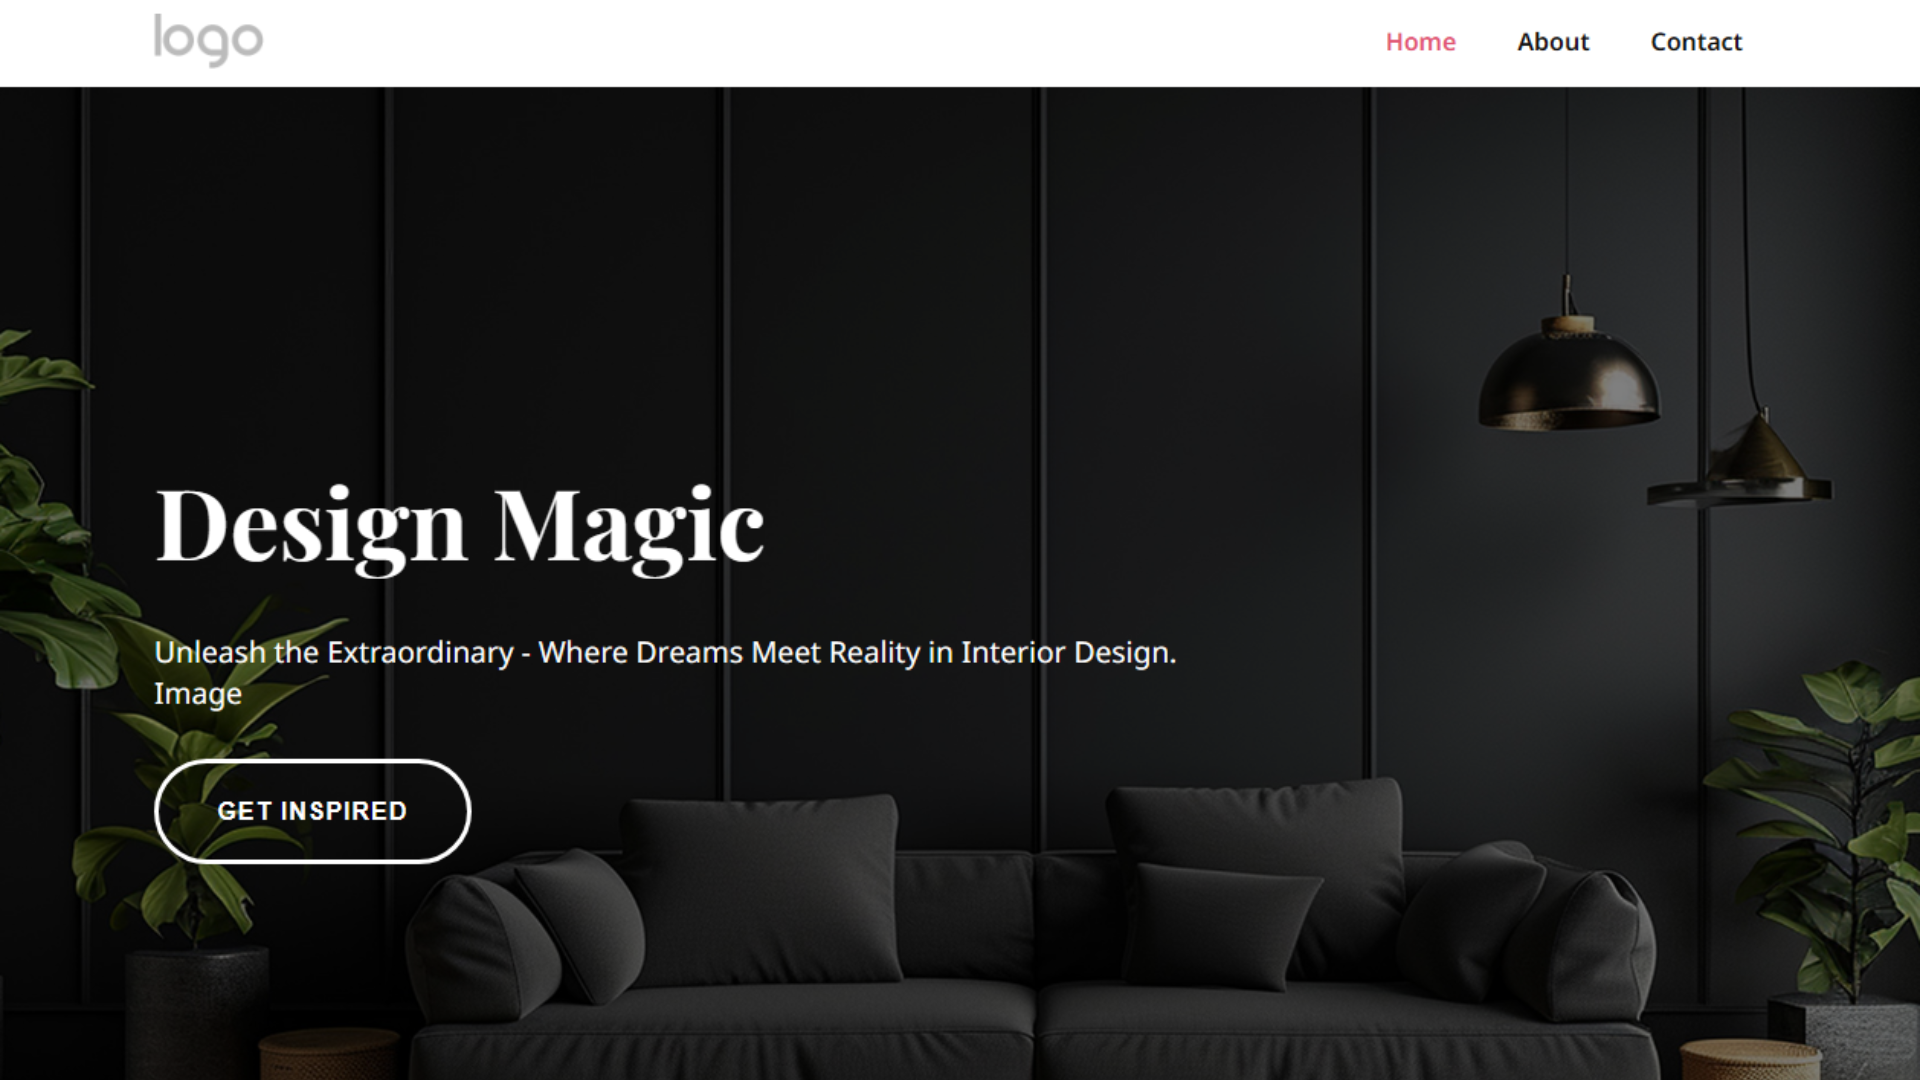 logo
Home
About
Contact
Design Magic
Unleash the Extraordinary - Where Dreams Meet Reality in Interior Design.
Image
GET INSPIRED